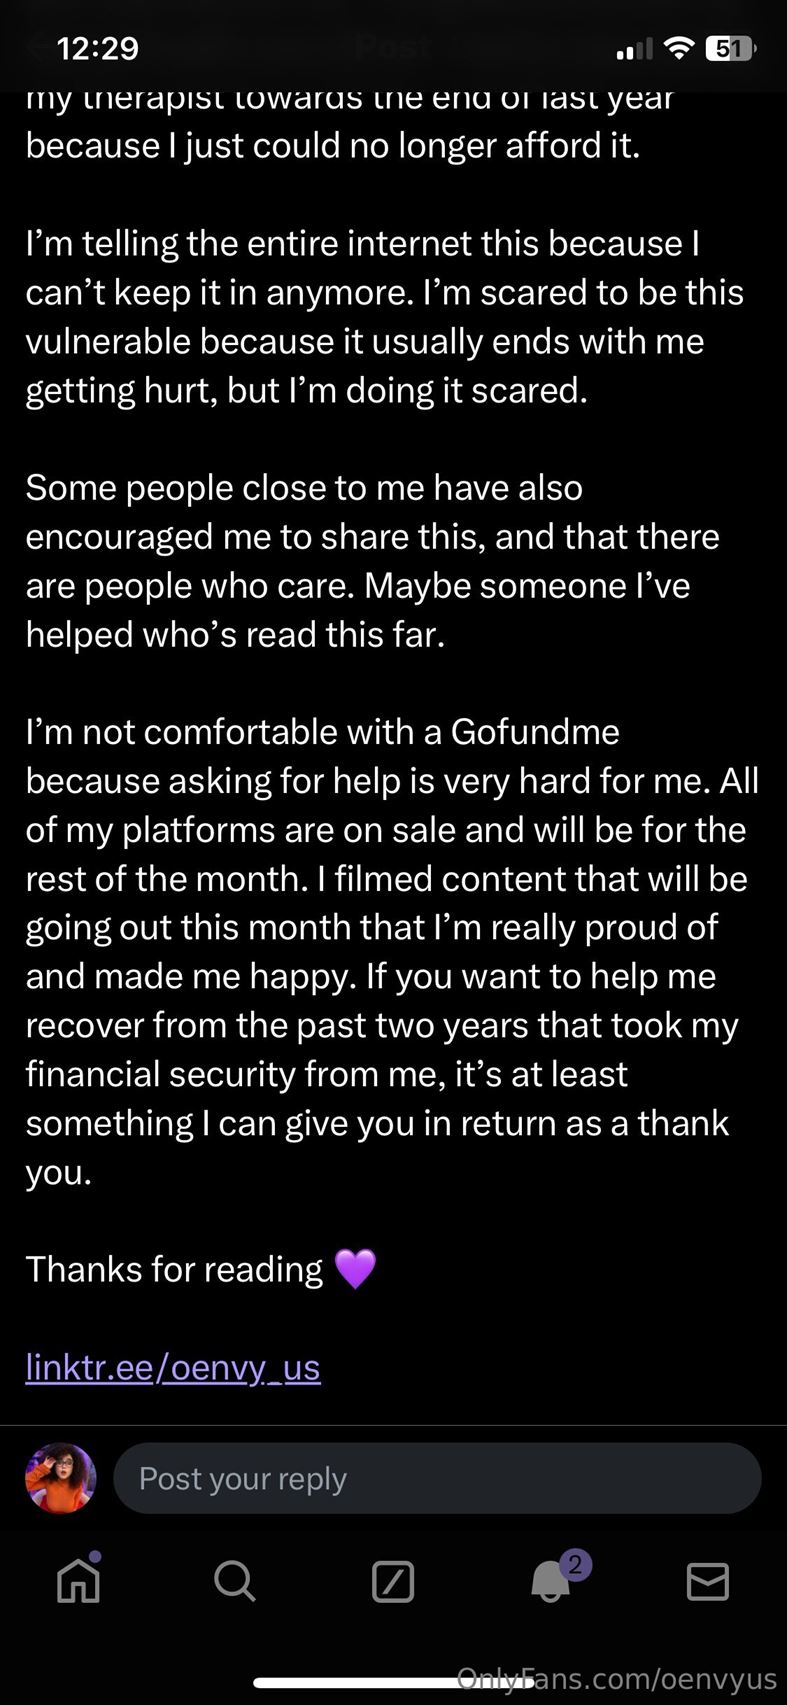 12:29
51
Post
my therapist towards the end of last year
because I just could no longer afford it.
I’m telling the entire internet this because I
can’t keep it in anymore. I’m scared to be this
vulnerable because it usually ends with me
getting hurt, but I’m doing it scared.
Some people close to me have also
encouraged me to share this, and that there
are people who care. Maybe someone I’ve
helped who’s read this far.
I’m not comfortable with a Gofundme
because asking for help is very hard for me. All
of my platforms are on sale and will be for the
rest of the month. I filmed content that will be
going out this month that I’m really proud of
and made me happy. If you want to help me
recover from the past two years that took my
financial security from me, it’s at least
something I can give you in return as a thank
you.
Thanks for reading 💜
linktr.ee/oenvy_us
Post your reply
2
OnlyFans.com/oenvyus